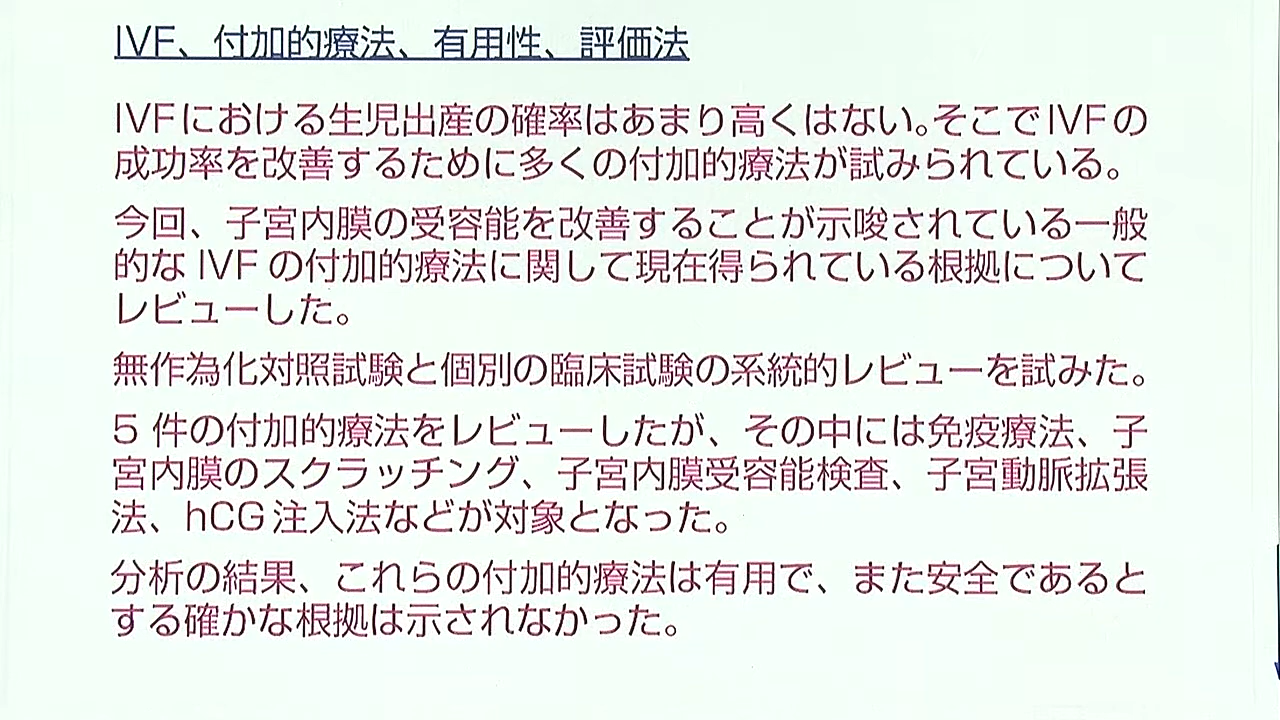 IVF、付加的療法、有用性、評価法
IVFにおける生児出産の確率はあまり高くはない。そこでIVFの
成功率を改善するために多くの付加的療法が試みられている。
今回、子宮内膜の受容能を改善することが示唆されている一般
的な IVF の付加的療法に関して現在得られている根拠について
レビューした。
無作為化対照試験と個別の臨床試験の系統的レビューを試みた。
5 件の付加的療法をレビューしたが、その中には免疫療法、子
宮内膜のスクラッチング、子宮内膜受容能検査、子宮動脈拡張
法、hCG 注入法などが対象となった。
分析の結果、これらの付加的療法は有用で、また安全であると
する確かな根拠は示されなかった。